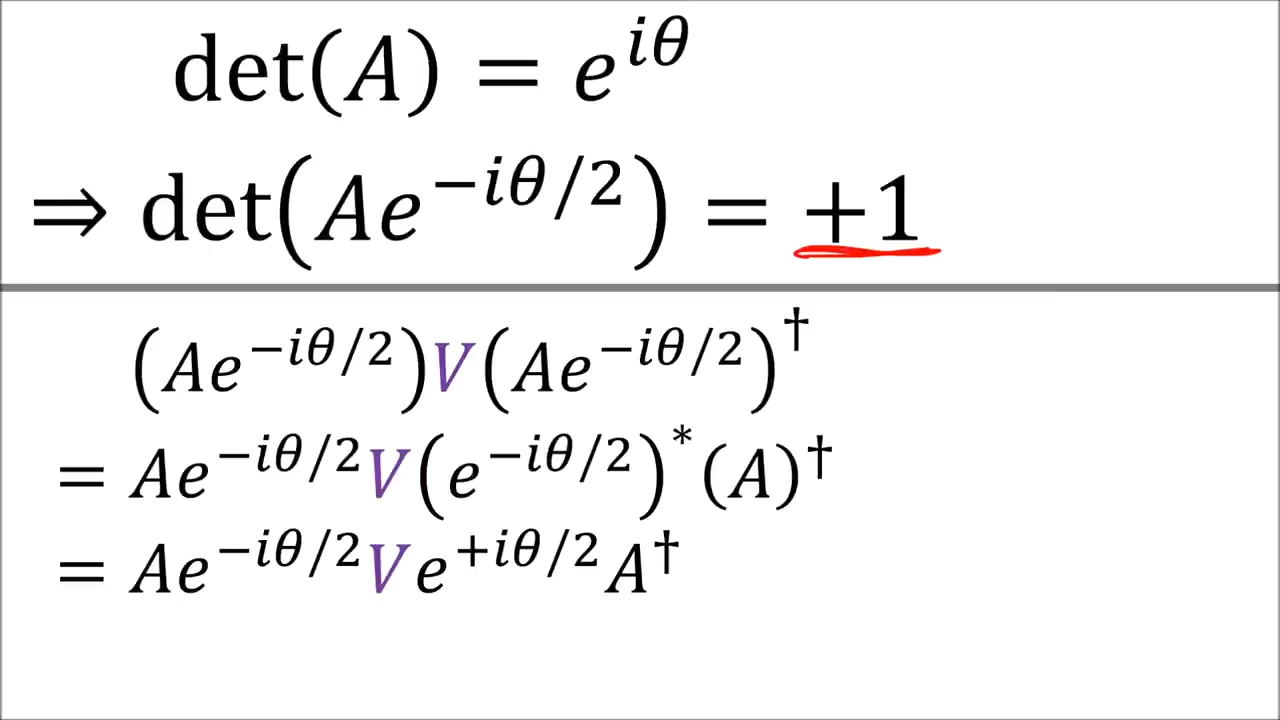 det(A) = e^{iθ}
⇒ det(Ae^{−iθ/2}) = +1
(Ae^{−iθ/2})V(Ae^{−iθ/2})^†
= Ae^{−iθ/2}V(e^{−iθ/2})^*(A)^†
= Ae^{−iθ/2}Ve^{+iθ/2}A^†